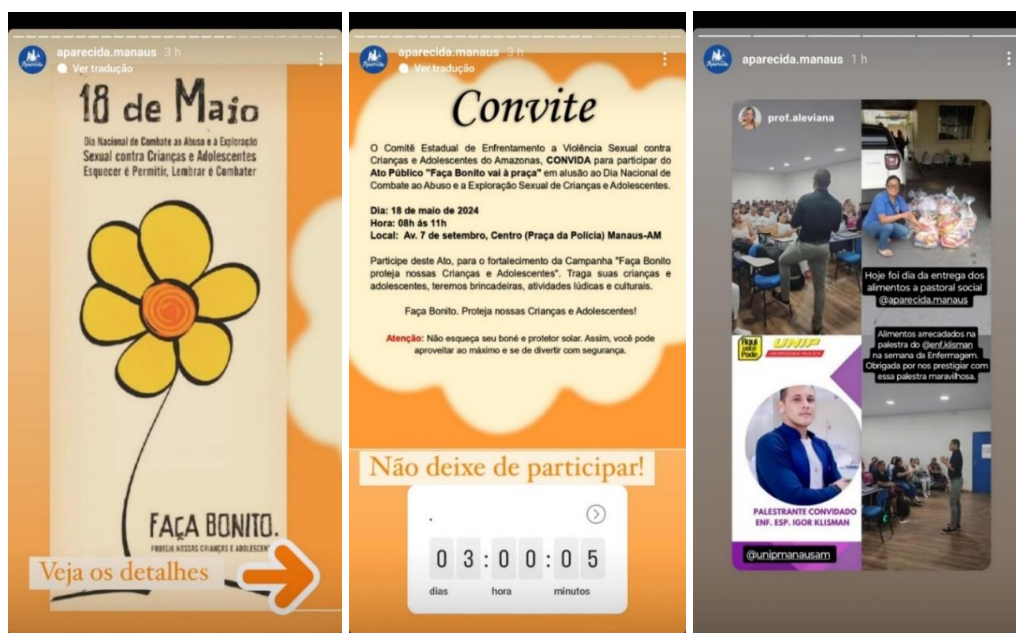 aparecida.manaus 3 h
Ver tradução
18 de Maio
Dia Nacional de Combate ao Abuso e a Exploração
Sexual contra Crianças e Adolescentes
Esquecer é Permitir, Lembrar é Combater
FAÇA BONITO.
PROTEJA NOSSAS CRIANÇAS E ADOLESCENTES
Veja os detalhes
aparecida.manaus 3 h
Ver tradução
Convite
O Comitê Estadual de Enfrentamento a Violência Sexual contra
Crianças e Adolescentes do Amazonas, CONVIDA para participar do
Ato Público "Faça Bonito vai à praça" em alusão ao Dia Nacional de
Combate ao Abuso e a Exploração Sexual de Crianças e Adolescentes.
Dia: 18 de maio de 2024
Hora: 08h ás 11h
Local: Av. 7 de setembro, Centro (Praça da Polícia) Manaus-AM
Participe deste Ato, para o fortalecimento da Campanha "Faça Bonito
proteja nossas Crianças e Adolescentes". Traga suas crianças e
adolescentes, teremos brincadeiras, atividades lúdicas e culturais.
Faça Bonito. Proteja nossas Crianças e Adolescentes!
Atenção: Não esqueça seu boné e protetor solar. Assim, você pode
aproveitar ao máximo e se de divertir com segurança.
Não deixe de participar!
.
03:00:05
dias hora minutos
aparecida.manaus 1 h
prof.aleviana
Hoje foi dia da entrega dos
alimentos a pastoral social
@aparecida.manaus
Aqui
você
Pode
UNIP
UNIVERSIDADE PAULISTA
Alimentos arrecadados na
palestra do @enf.klisman
na semana da Enfermagem.
Obrigada por nos prestigiar com
essa palestra maravilhosa.
PALESTRANTE CONVIDADO
ENF. ESP. IGOR KLISMAN
@unipmanausam